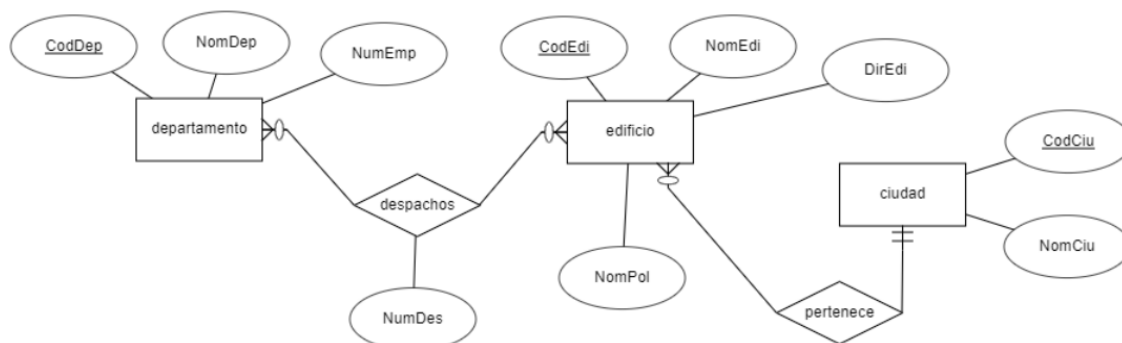 CodDep
NomDep
NumEmp
departamento
despachos
NumDes
CodEdi
NomEdi
DirEdi
edificio
NomPol
pertenece
ciudad
CodCiu
NomCiu